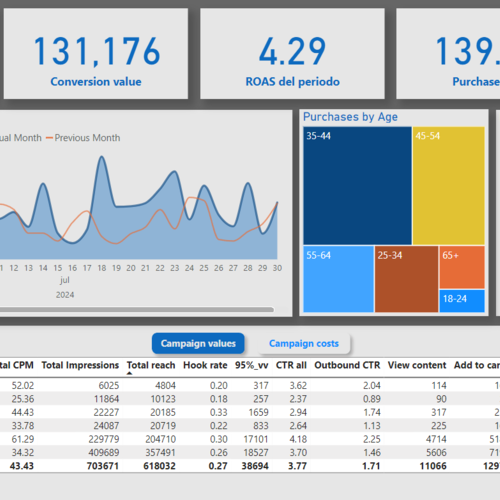 131,176
4.29
139.
Conversion value
ROAS del periodo
Purchase
ual Month
Previous Month
Purchases by Age
35-44
45-54
55-64
25-34
65+
18-24
11 12 13 14 15 16 17 18 19 20 21 22 23 24 25 26 27 28 29 30
jul
2024
Campaign values
Campaign costs
tal CPM Total Impressions Total reach Hook rate 95%_vv CTR all Outbound CTR View content Add to car
52.02 6025 4804 0.20 317 3.62 2.04 114 1
25.36 11864 10123 0.18 257 2.37 0.89 90
44.43 22227 20185 0.33 1659 2.94 1.74 317 2
33.78 24087 20719 0.22 833 2.64 1.13 225 1
61.29 229779 204710 0.30 17101 4.18 2.25 4714 51
34.32 409689 357491 0.26 18527 3.70 1.46 5606 71
43.43 703671 618032 0.27 38694 3.77 1.71 11066 129